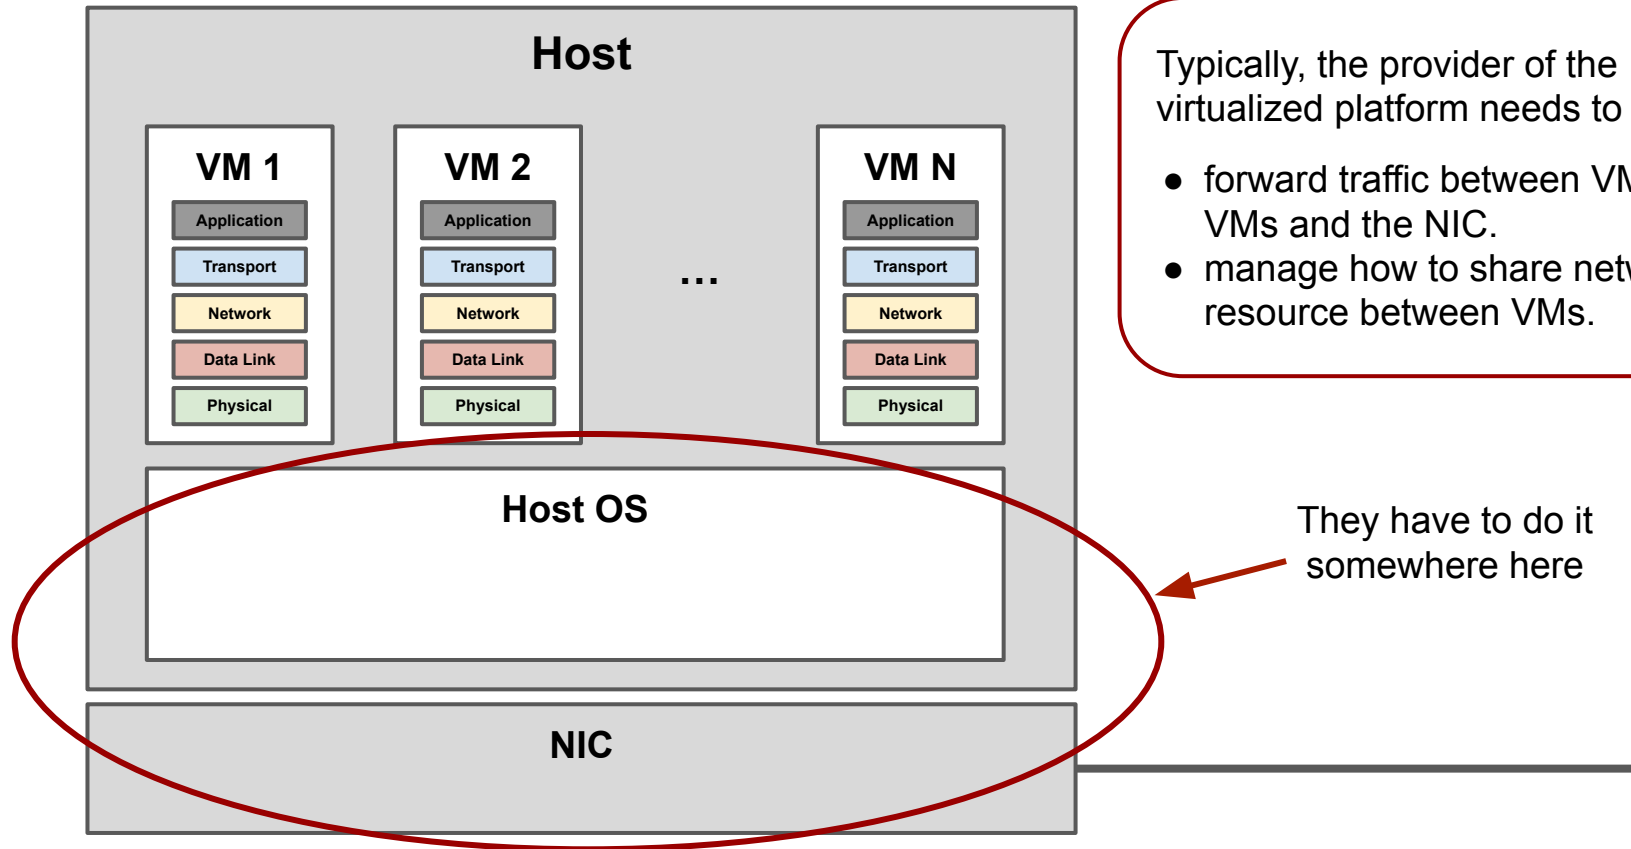 Host
VM 1
Application
Transport
Network
Data Link
Physical
VM 2
Application
Transport
Network
Data Link
Physical
...
VM N
Application
Transport
Network
Data Link
Physical
Host OS
NIC
Typically, the provider of the
virtualized platform needs to
● forward traffic between
VMs and the NIC.
● manage how to share
resource between VMs.
They have to do it
somewhere here